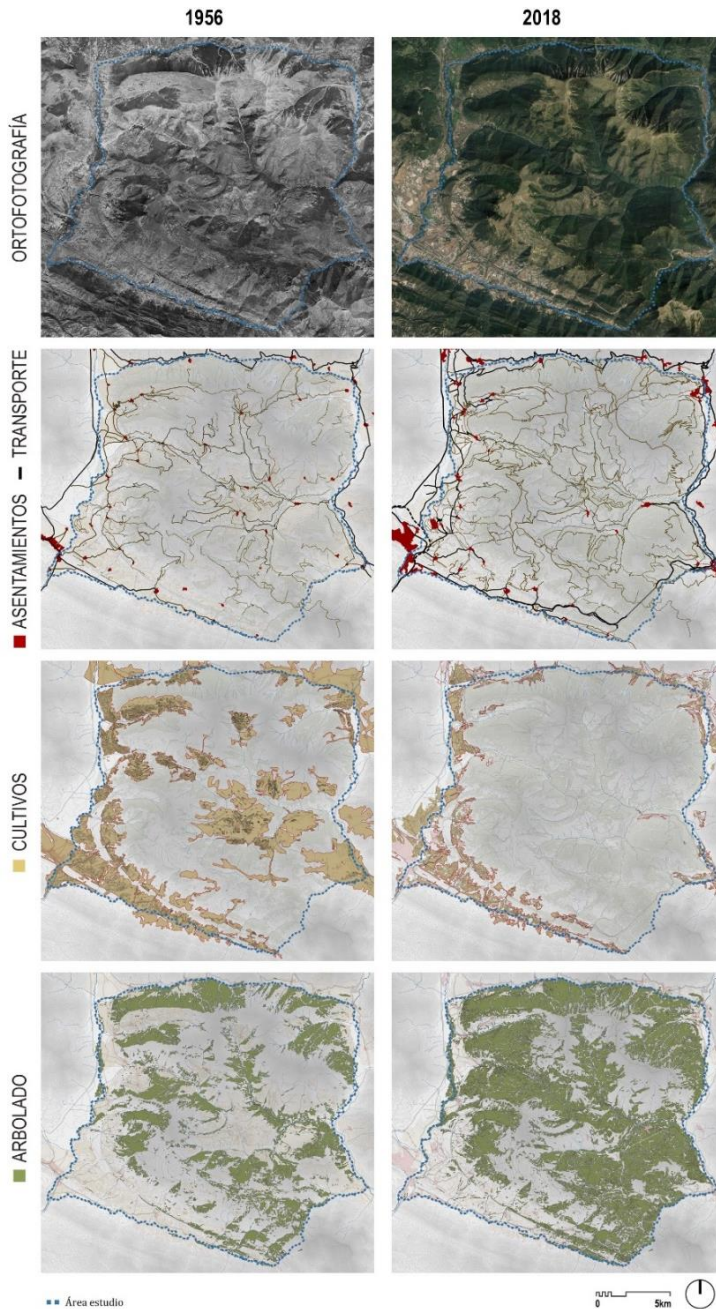 1956 2018
ORTOFOTOGRAFÍA
ASENTAMIENTOS TRANSPORTE
CULTIVOS
ARBOLADO
Área estudio
0 5km